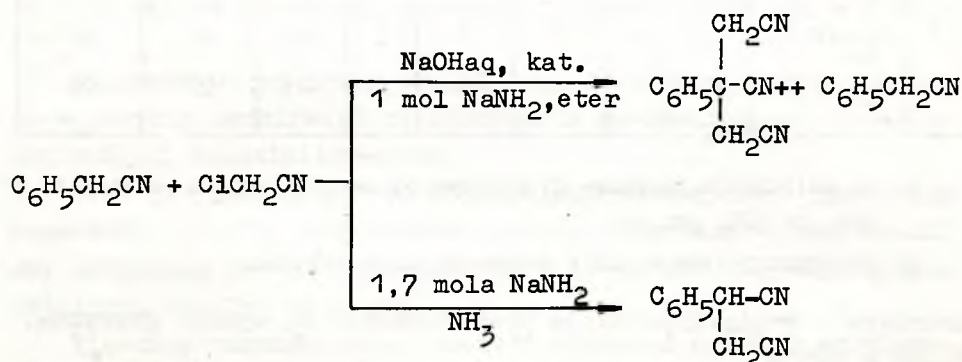 CH₂CN
NaOHaq, kat.
1 mol NaNH₂,eter
C₆H₅C-CN++ C₆H₅CH₂CN
CH₂CN
C₆H₅CH₂CN + ClCH₂CN
1,7 mola NaNH₂
NH₃
C₆H₅CH-CN
CH₂CN